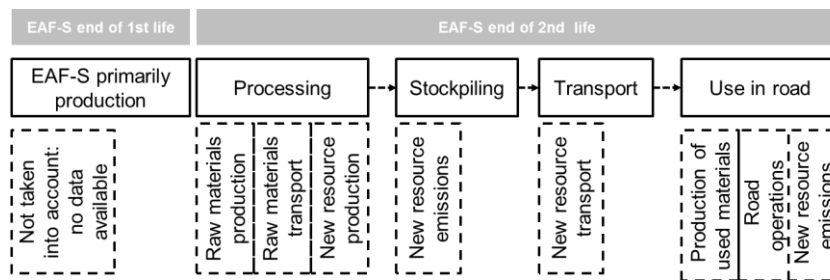 EAF-S end of 1st life
EAF-S end of 2nd life
EAF-S primarily
production
Processing
Stockpiling
Transport
Use in road
Not taken
into account:
no data
available
Raw materials
production
Raw materials
transport
New resource
production
New resource
emissions
New resource
transport
Production of
used materials
Road
operations
New resource
emissions